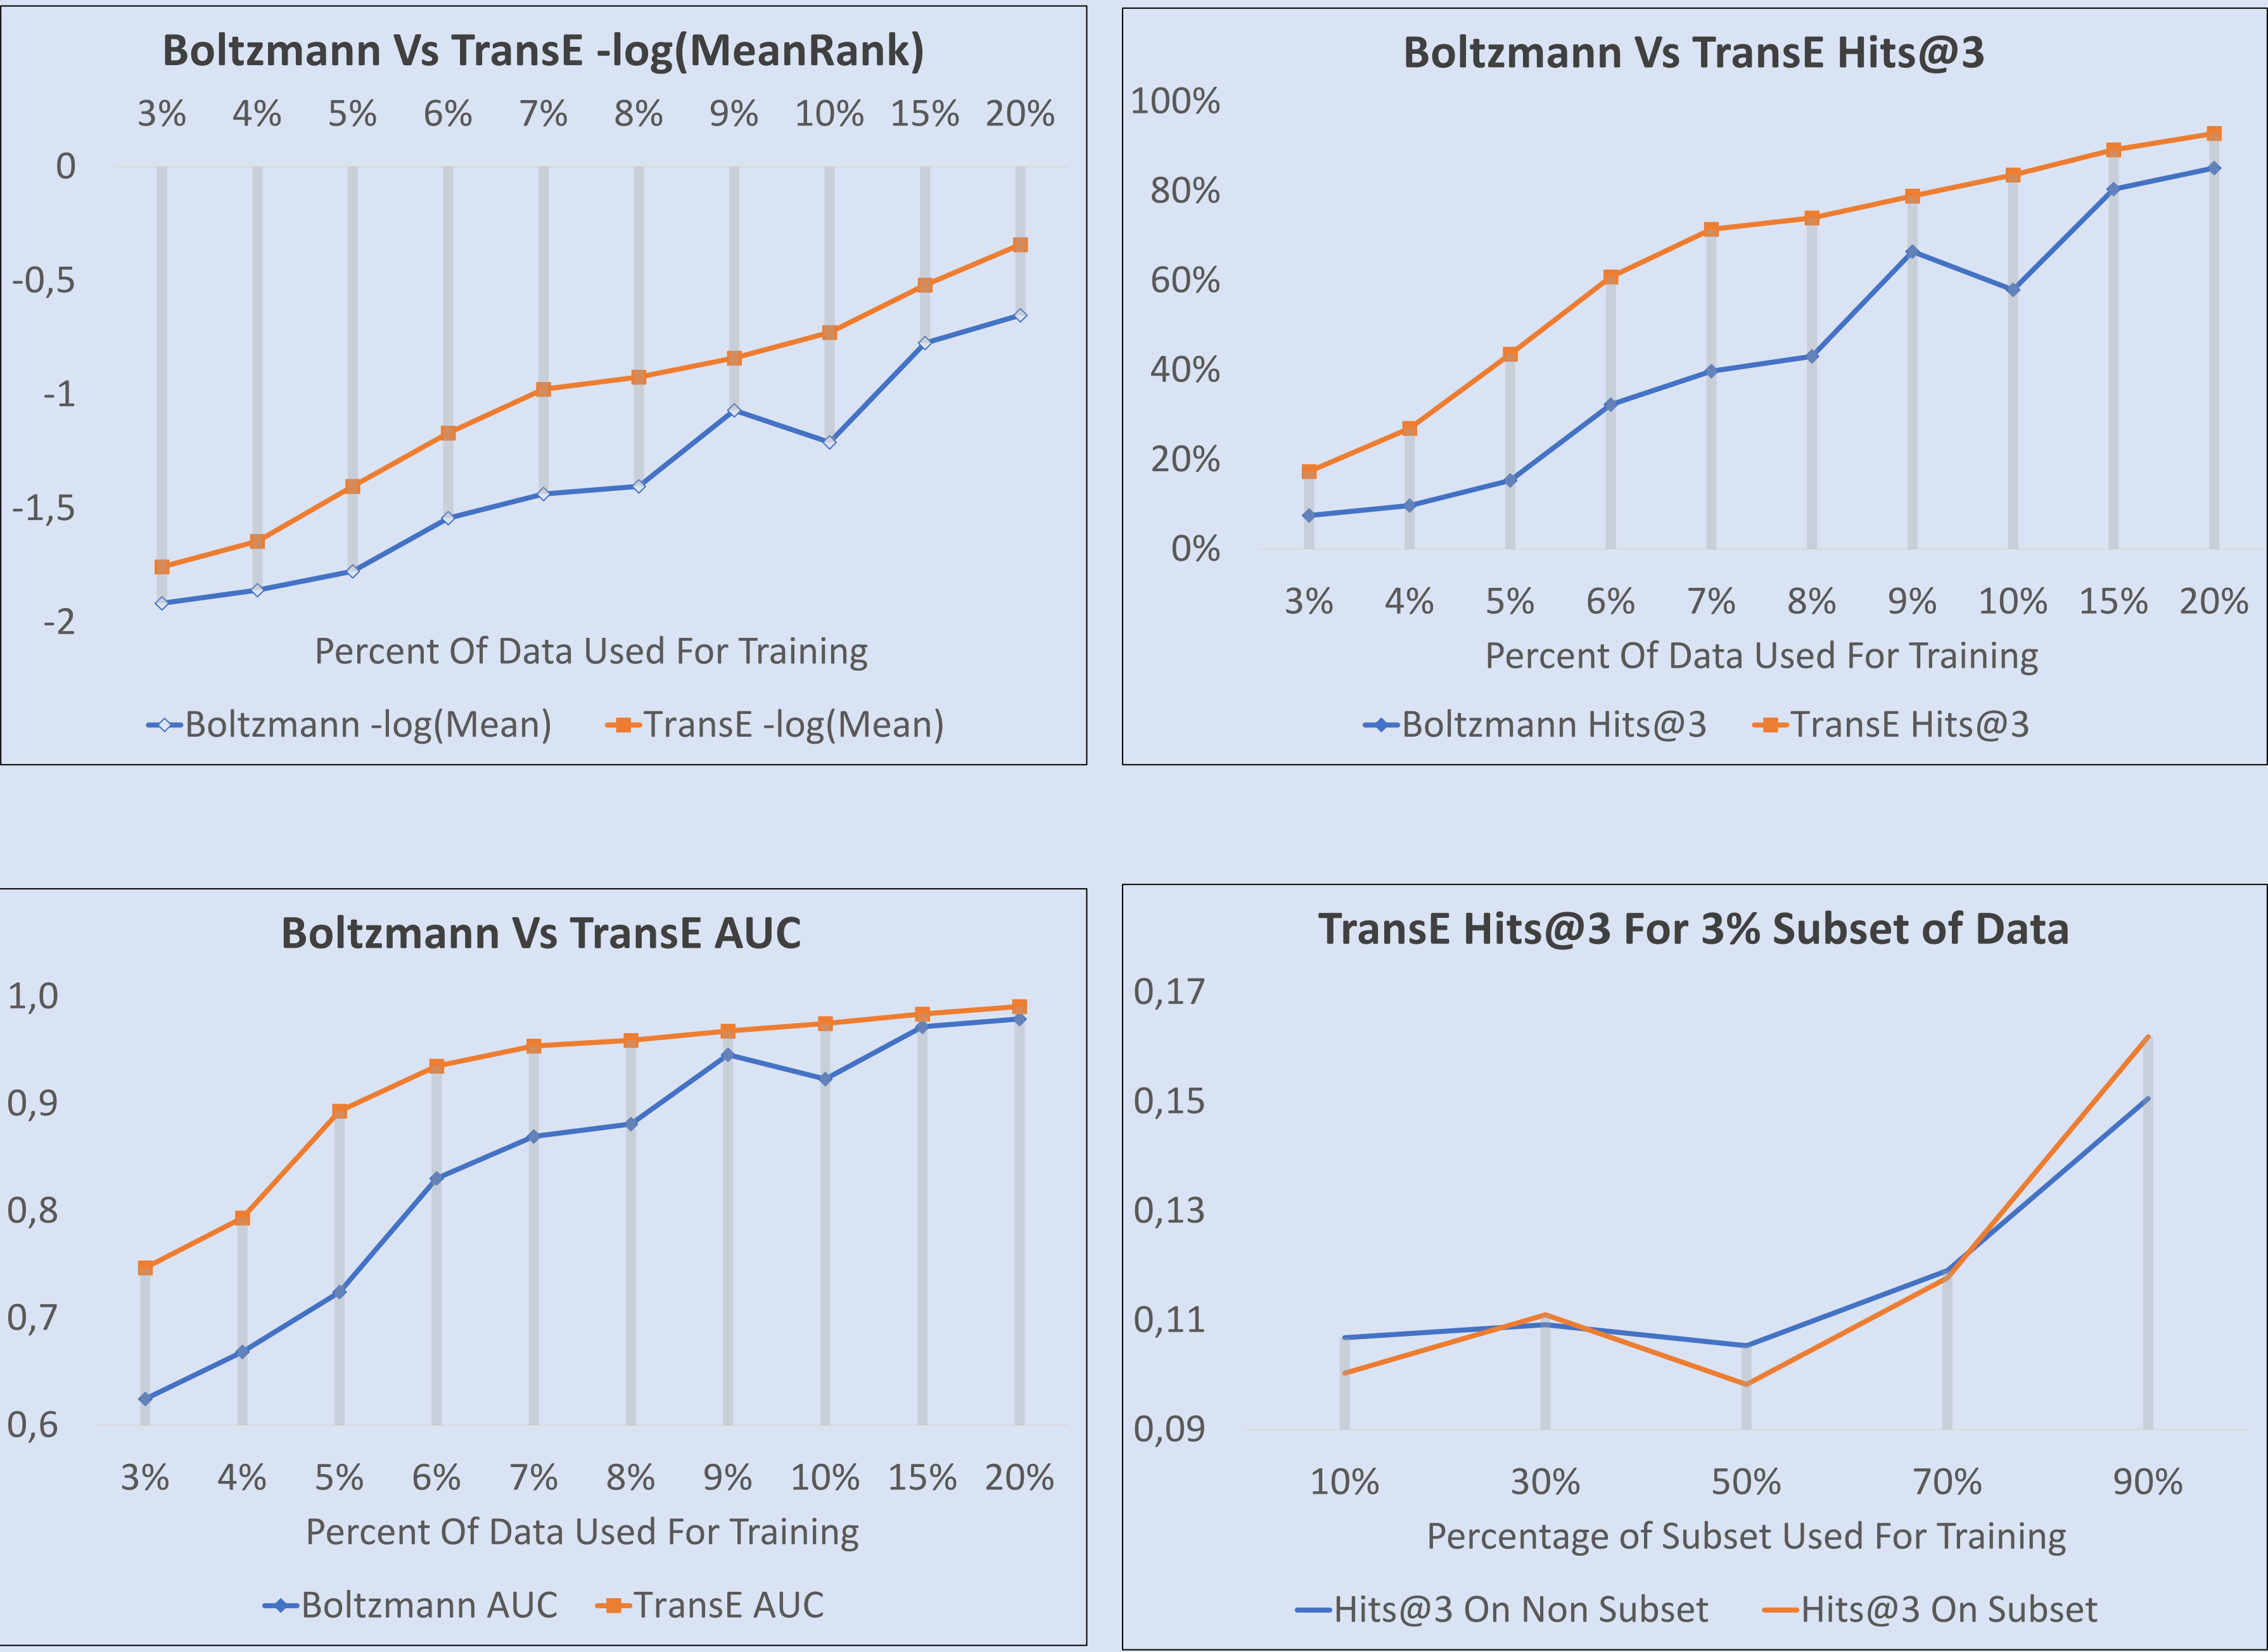 Boltzmann Vs TransE -log(MeanRank)
3% 4% 5% 6% 7% 8% 9% 10% 15% 20%
0
-0,5
-1
-1,5
-2
Percent Of Data Used For Training
Boltzmann -log(Mean) TransE -log(Mean)
Boltzmann Vs TransE Hits@3
100%
80%
60%
40%
20%
0%
3% 4% 5% 6% 7% 8% 9% 10% 15% 20%
Percent Of Data Used For Training
Boltzmann Hits@3 TransE Hits@3
Boltzmann Vs TransE AUC
1,0
0,9
0,8
0,7
0,6
3% 4% 5% 6% 7% 8% 9% 10% 15% 20%
Percent Of Data Used For Training
Boltzmann AUC TransE AUC
TransE Hits@3 For 3% Subset of Data
0,17
0,15
0,13
0,11
0,09
10% 30% 50% 70% 90%
Percentage of Subset Used For Training
Hits@3 On Non Subset Hits@3 On Subset